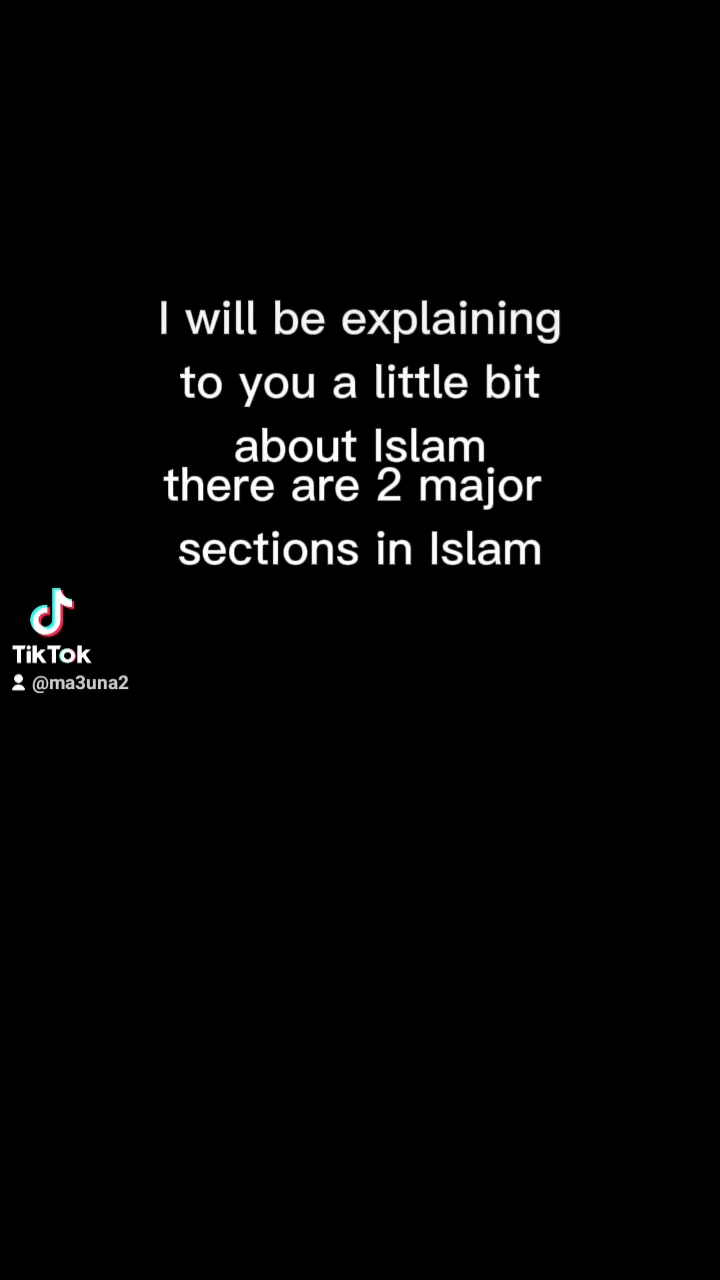 I will be explaining
to you a little bit
about Islam
there are 2 major
sections in Islam
TikTok
@ma3una2